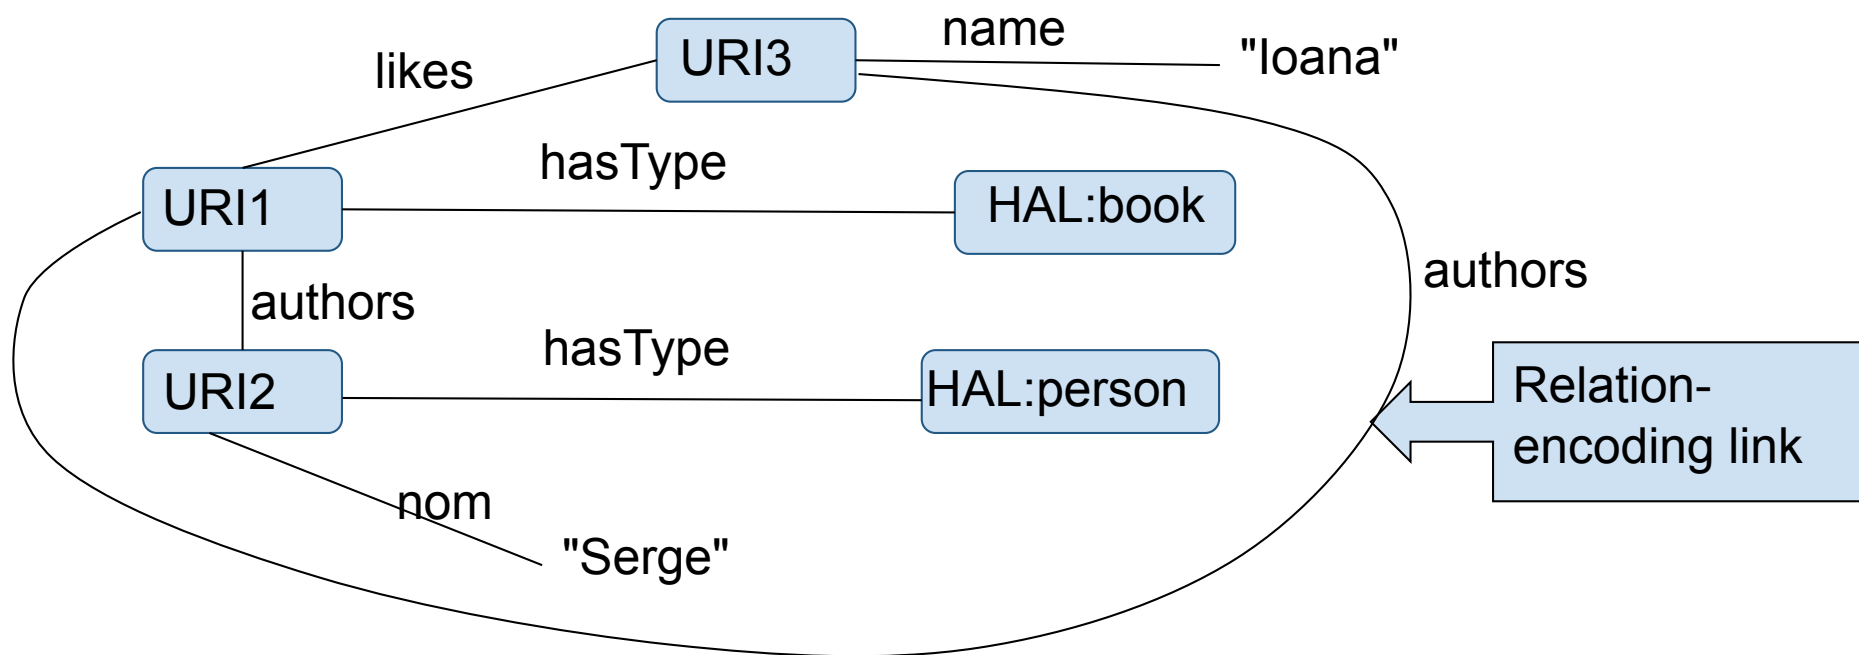 name
URI3
"Ioana"
likes
hasType
URI1
HAL:book
authors
authors
hasType
URI2
HAL:person
Relation-
encoding link
nom
"Serge"